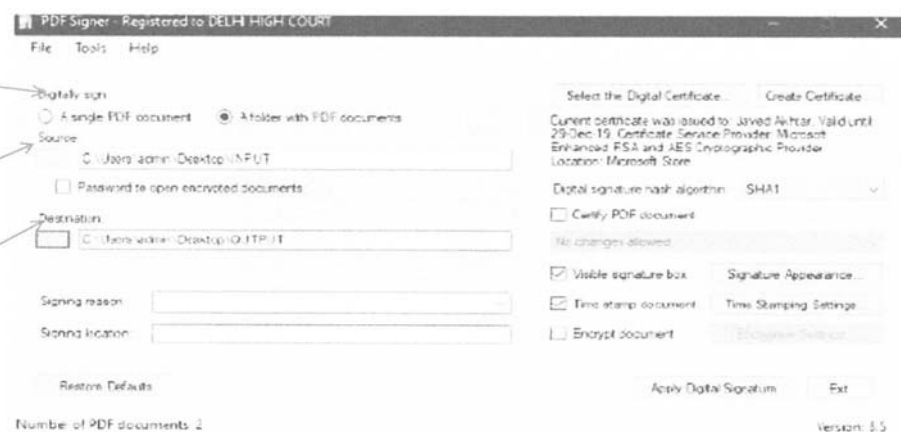 PDF Signer - Registered to DELHI HIGH COURT
File Tools Help
Digitally sign
A single PDF document A folder with PDF documents
Source
C:\Users\admin\Desktop\INPUT
Password to open encrypted documents
Destination
C:\Users\admin\Desktop\OUTPUT
Signing reason:
Signing location:
Restore Defaults
Number of PDF documents: 2
Select the Digital Certificate... Create Certificate...
Current certificate was issued to: Javed Akhtar, Valid until
29-Dec-19, Certificate Service Provider: Microsoft
Enhanced RSA and AES Cryptographic Provider
Location: Microsoft Store
Digital signature hash algorithm SHA1
Certify PDF document
No changes allowed
Visible signature box Signature Appearance...
Time stamp document Time Stamping Settings...
Encrypt document
Apply Digital Signature Exit